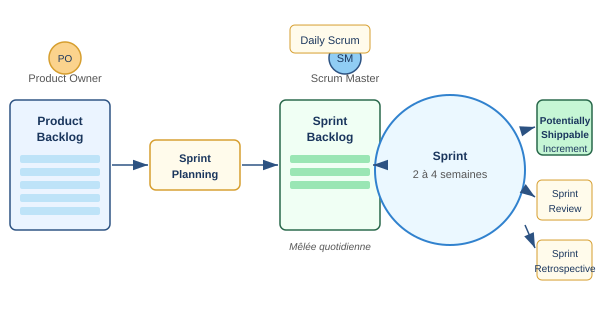 Daily Scrum
PO
SM
Product Owner
Scrum Master
Product
Backlog
Sprint
Planning
Sprint
Backlog
Mêlée quotidienne
Sprint
2 à 4 semaines
Potentially
Shippable
Increment
Sprint
Review
Sprint
Retrospective